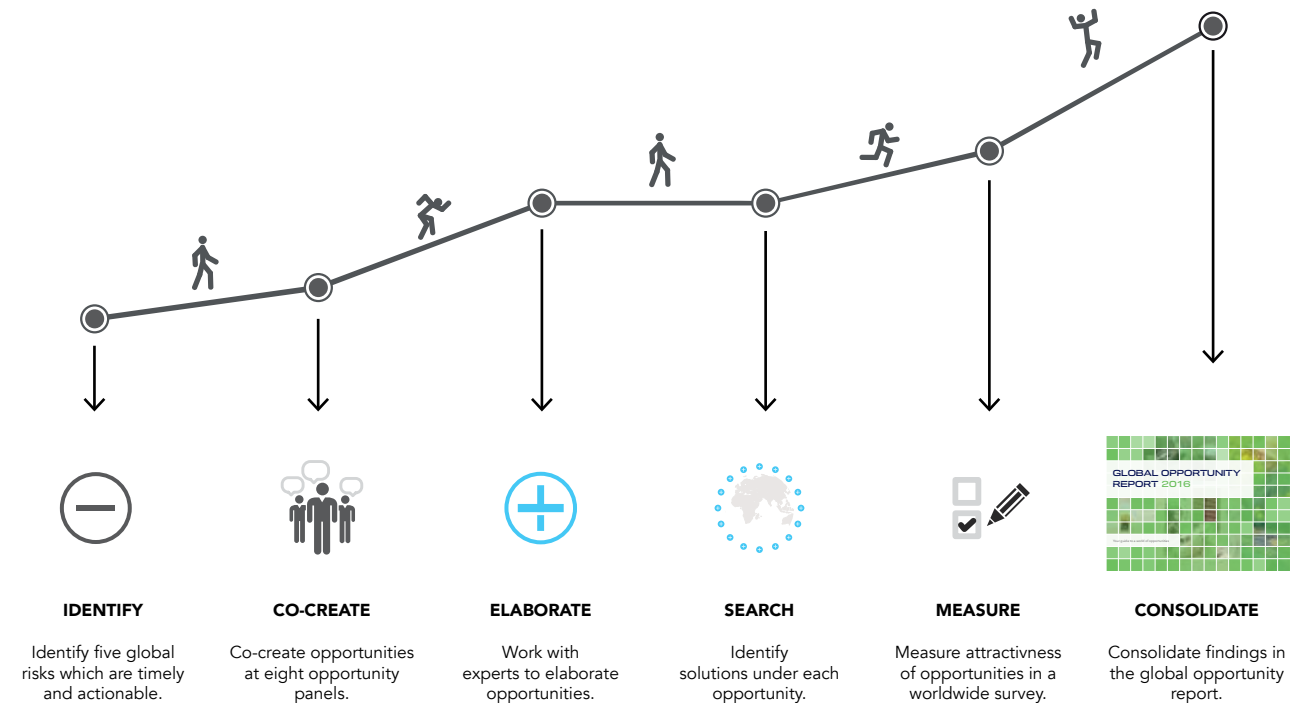 GLOBAL OPPORTUNITY
REPORT 2016
IDENTIFY
Identify five global
risks which are timely
and actionable.
CO-CREATE
Co-create opportunities
at eight opportunity
panels.
ELABORATE
Work with
experts to elaborate
opportunities.
SEARCH
Identify
solutions under each
opportunity.
MEASURE
Measure attractivness
of opportunities in a
worldwide survey.
CONSOLIDATE
Consolidate findings in
the global opportunity
report.